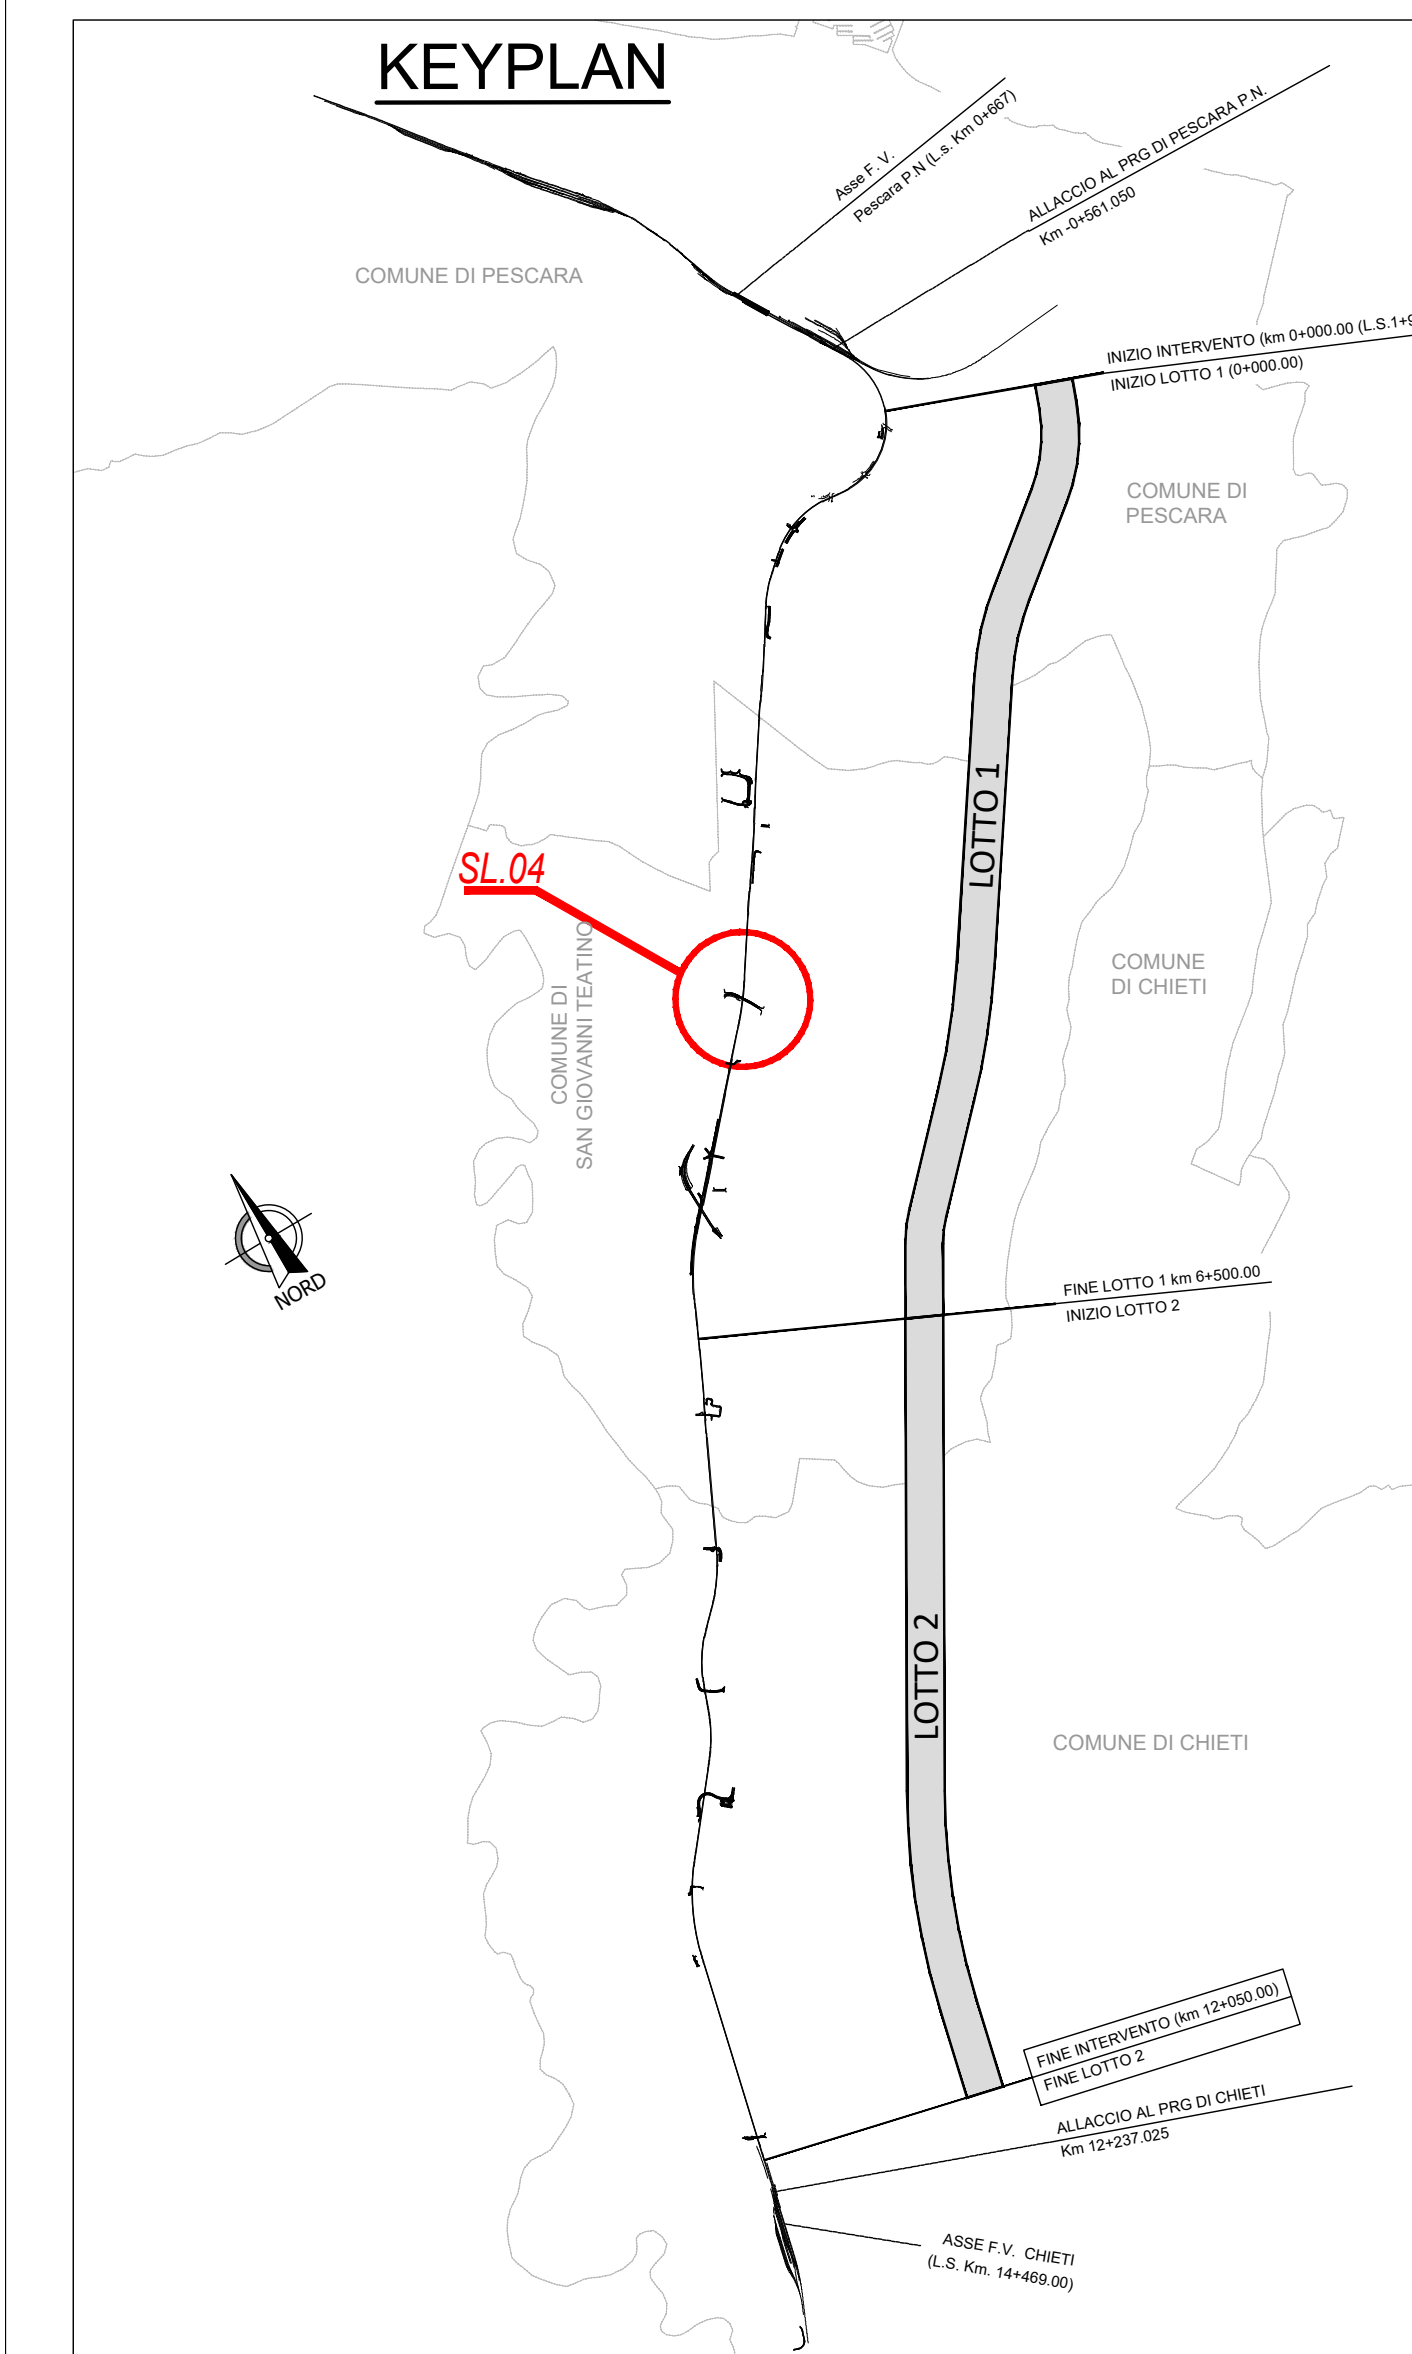 KEYPLAN
Asse F. V.
Pescara P.N (L.s. Km 0+667)
ALLACCIO AL PRG DI PESCARA P.N.
Km -0+561.050
COMUNE DI PESCARA
INIZIO INTERVENTO (km 0+000.00 (L.S.1+9
INIZIO LOTTO 1 (0+000.00)
COMUNE DI
PESCARA
LOTTO 1
SL.04
COMUNE DI
SAN GIOVANNI TEATINO
COMUNE
DI CHIETI
NORD
FINE LOTTO 1 km 6+500.00
INIZIO LOTTO 2
LOTTO 2
COMUNE DI CHIETI
FINE INTERVENTO (km 12+050.00)
FINE LOTTO 2
ALLACCIO AL PRG DI CHIETI
Km 12+237.025
ASSE F.V. CHIETI
(L.S. Km. 14+469.00)